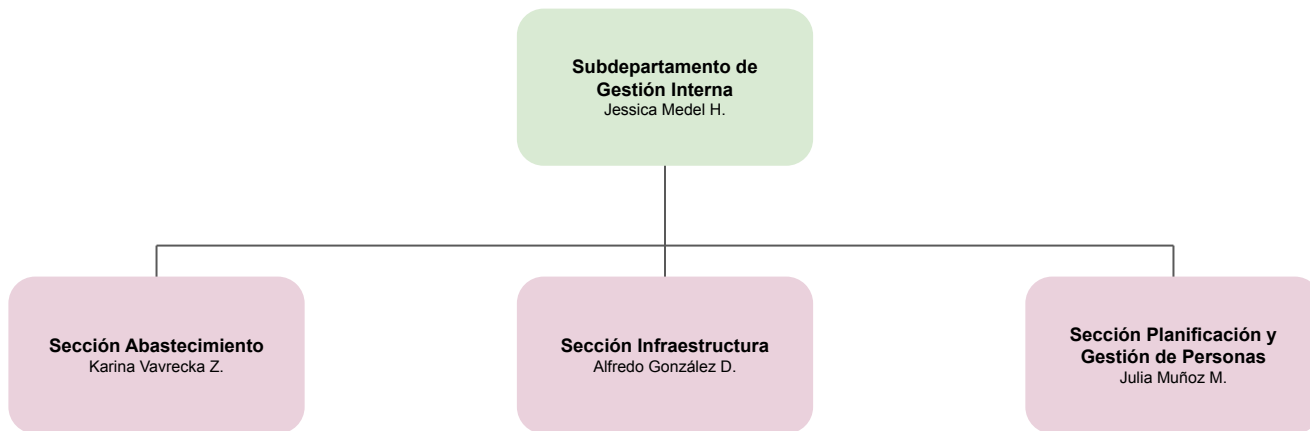 Subdepartamento de
Gestión Interna
Jessica Medel H.
Sección Abastecimiento
Karina Vavrecka Z.
Sección Infraestructura
Alfredo González D.
Sección Planificación y
Gestión de Personas
Julia Muñoz M.